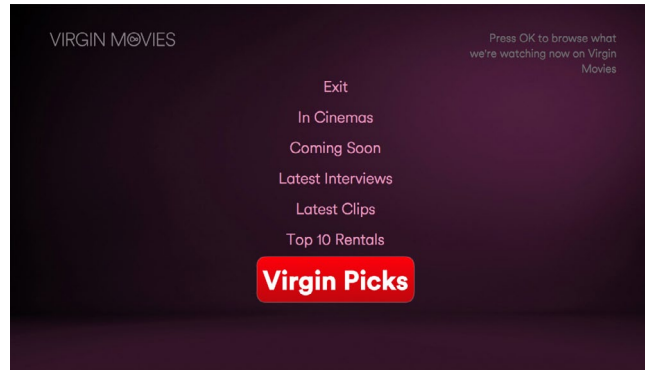 VIRGIN MOVIES
Press OK to browse what
we're watching now on Virgin
Movies
Exit
In Cinemas
Coming Soon
Latest Interviews
Latest Clips
Top 10 Rentals
Virgin Picks